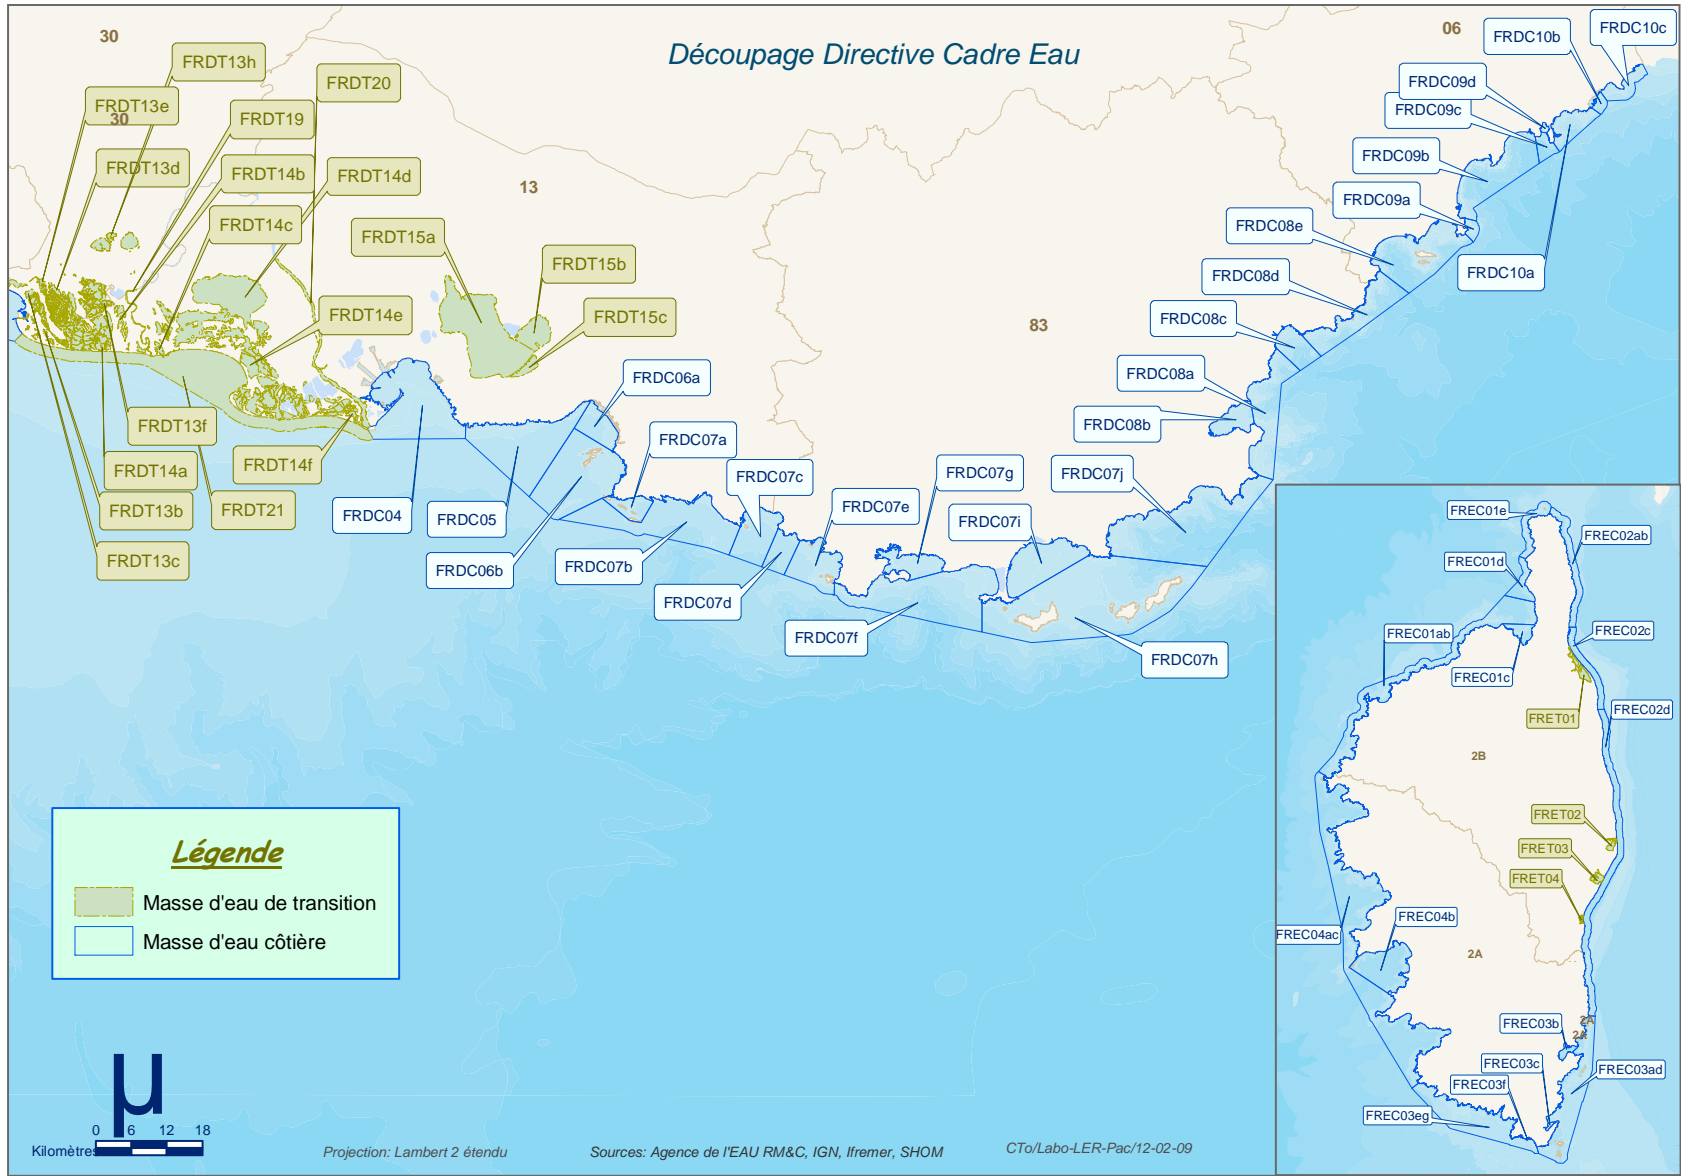 Découpage Directive Cadre Eau
30
06
FRDC10c
FRDC10b
FRDT13h
FRDT20
FRDC09d
FRDT13e
30
FRDT19
FRDC09c
FRDT13d
FRDT14b
FRDT14d
FRDC09b
13
FRDC09a
FRDT14c
FRDT15a
FRDC08e
FRDT15b
FRDC08d
FRDC10a
FRDT14e
FRDT15c
FRDC08c
83
FRDC06a
FRDC08a
FRDT13f
FRDC07a
FRDC08b
FRDT14a
FRDT14f
FRDC07c
FRDC07g
FRDC07j
FRDT13b
FRDT21
FRDC04
FRDC05
FRDC07e
FRDC07i
FRDT13c
FRDC06b
FRDC07b
FRDC07d
FRDC07f
FRDC07h
FREC01e
FREC02ab
FREC01d
FREC01ab
FREC02c
FREC01c
FRET01
FREC02d
2B
FRET02
FRET03
FRET04
FREC04b
FREC04ac
2A
2A
2A
FREC03b
FREC03c
FREC03ad
FREC03f
FREC03eg
Légende
Masse d'eau de transition
Masse d'eau côtière
µ
0 6 12 18
Kilomètres
Projection: Lambert 2 étendu
Sources: Agence de l'EAU RM&C, IGN, Ifremer, SHOM
CTo/Labo-LER-Pac/12-02-09